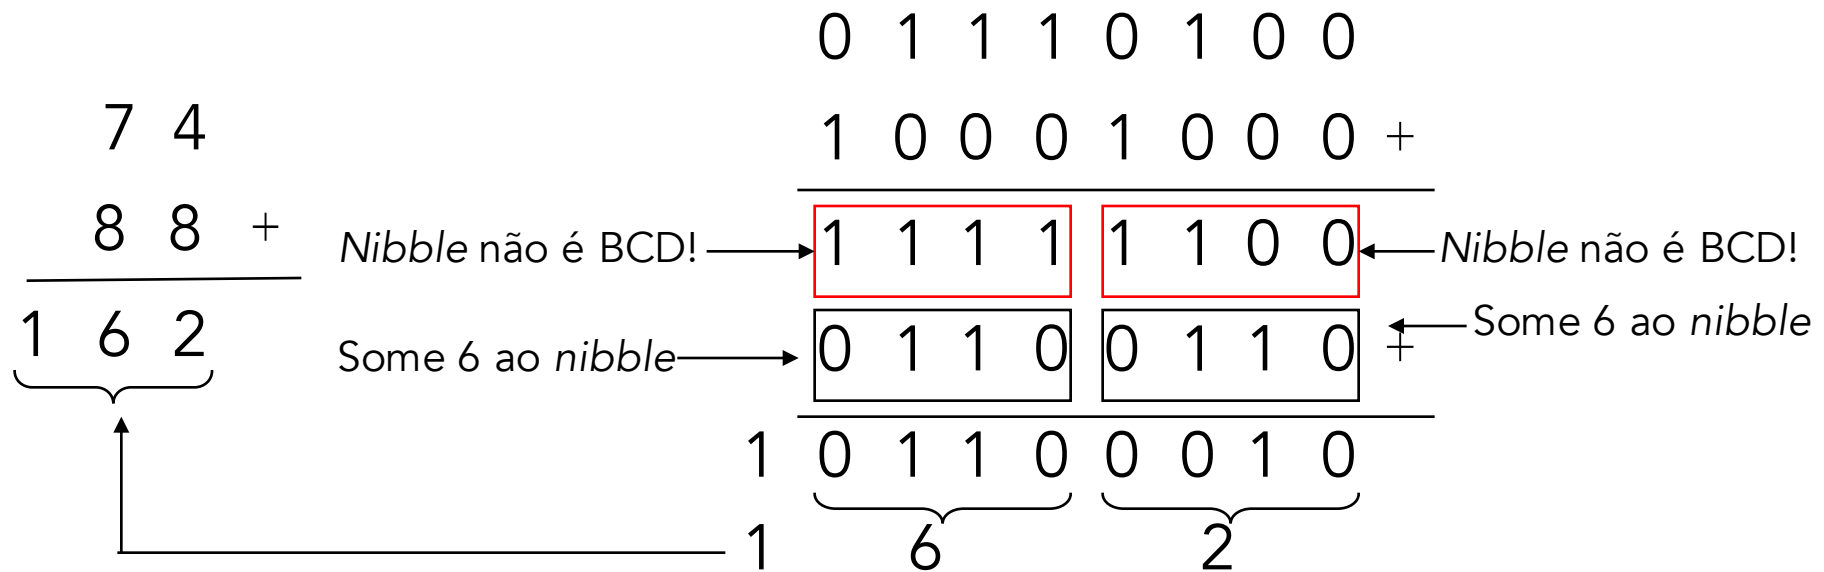 7 4
8 8 +
1 6 2
0 1 1 1 0 1 0 0
1 0 0 0 1 0 0 0 +
Nibble não é BCD!
1 1 1 1 1 1 0 0
Nibble não é BCD!
Some 6 ao nibble
0 1 1 0 0 1 1 0 +
Some 6 ao nibble
1 0 1 1 0 0 0 1 0
1 6 2